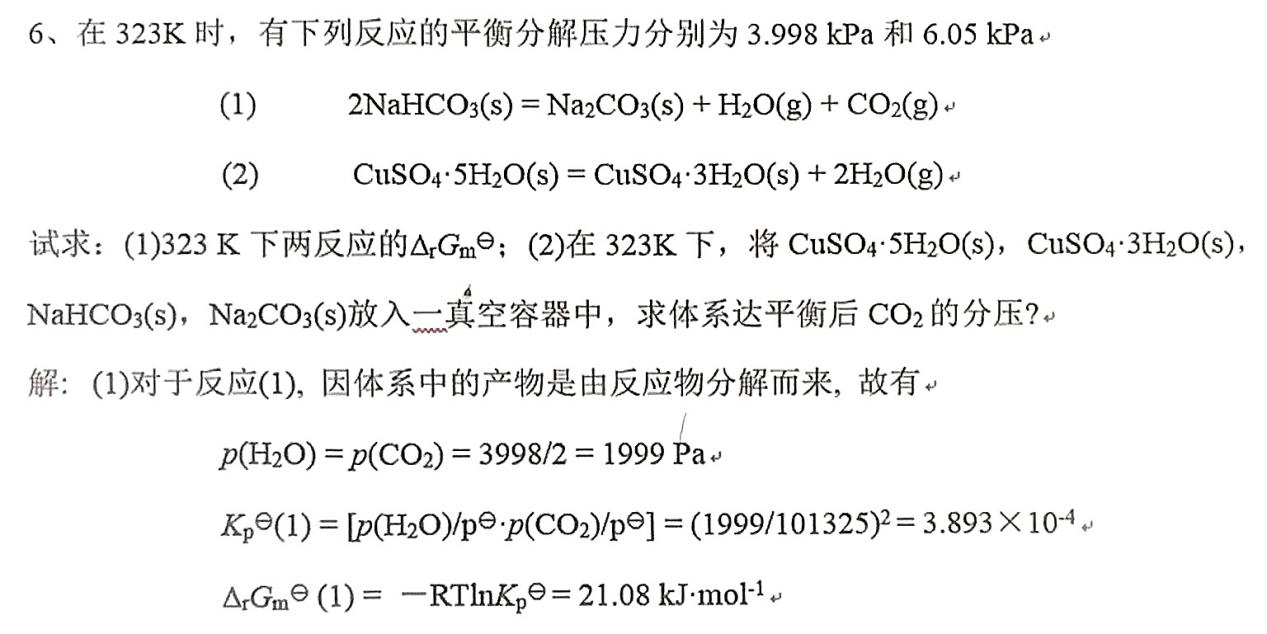 6、在 323K 时，有下列反应的平衡分解压力分别为 3.998 kPa 和 6.05 kPa
(1) 2NaHCO₃(s) = Na₂CO₃(s) + H₂O(g) + CO₂(g)
(2) CuSO₄·5H₂O(s) = CuSO₄·3H₂O(s) + 2H₂O(g)
试求：(1)323 K 下两反应的ΔᵣGₘ⊖；(2)在 323K 下，将 CuSO₄·5H₂O(s)，CuSO₄·3H₂O(s)，
NaHCO₃(s)，Na₂CO₃(s)放入一真空容器中，求体系达平衡后 CO₂ 的分压?
解: (1)对于反应(1), 因体系中的产物是由反应物分解而来, 故有
p(H₂O) = p(CO₂) = 3998/2 = 1999 Pa
Kₚ⊖(1) = [p(H₂O)/p⊖·p(CO₂)/p⊖] = (1999/101325)² = 3.893×10⁻⁴
ΔᵣGₘ⊖ (1) = －RTlnKₚ⊖ = 21.08 kJ·mol⁻¹